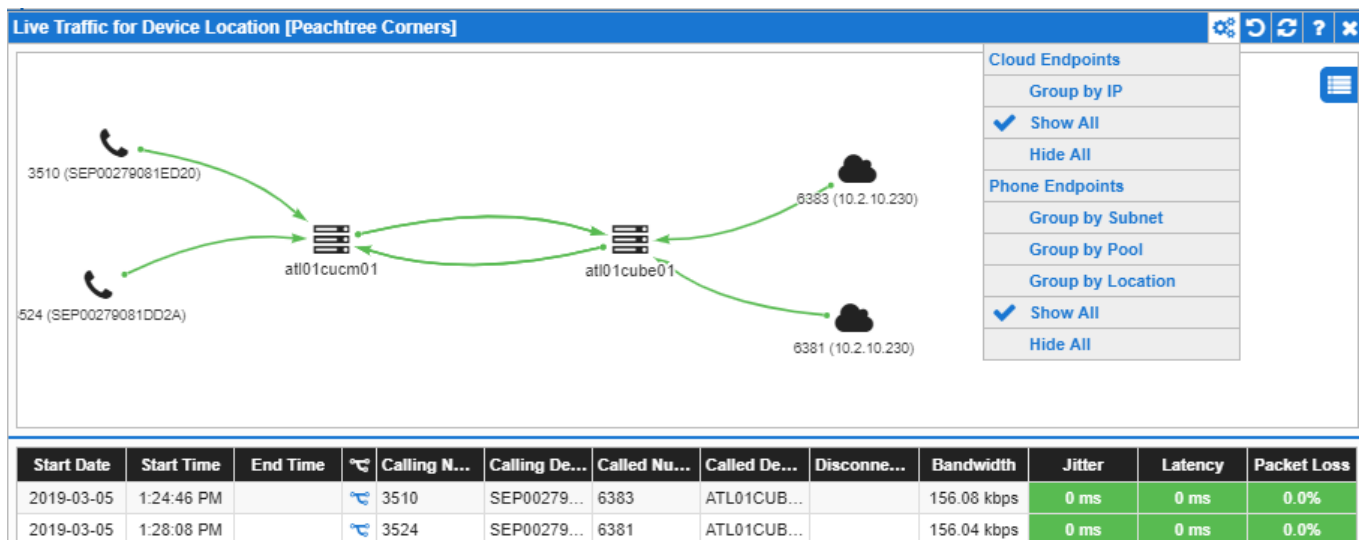 Live Traffic for Device Location [Peachtree Corners]
?
Cloud Endpoints
Group by IP
Show All
Hide All
Phone Endpoints
Group by Subnet
Group by Pool
Group by Location
Show All
Hide All
3510 (SEP00279081ED20)
524 (SEP00279081DD2A)
atl01cucm01
atl01cube01
6383 (10.2.10.230)
6381 (10.2.10.230)
Start Date Start Time End Time Calling N... Calling De... Called Nu... Called De... Disconne... Bandwidth Jitter Latency Packet Loss
2019-03-05 1:24:46 PM 3510 SEP00279... 6383 ATL01CUB... 156.08 kbps 0 ms 0 ms 0.0%
2019-03-05 1:28:08 PM 3524 SEP00279... 6381 ATL01CUB... 156.04 kbps 0 ms 0 ms 0.0%